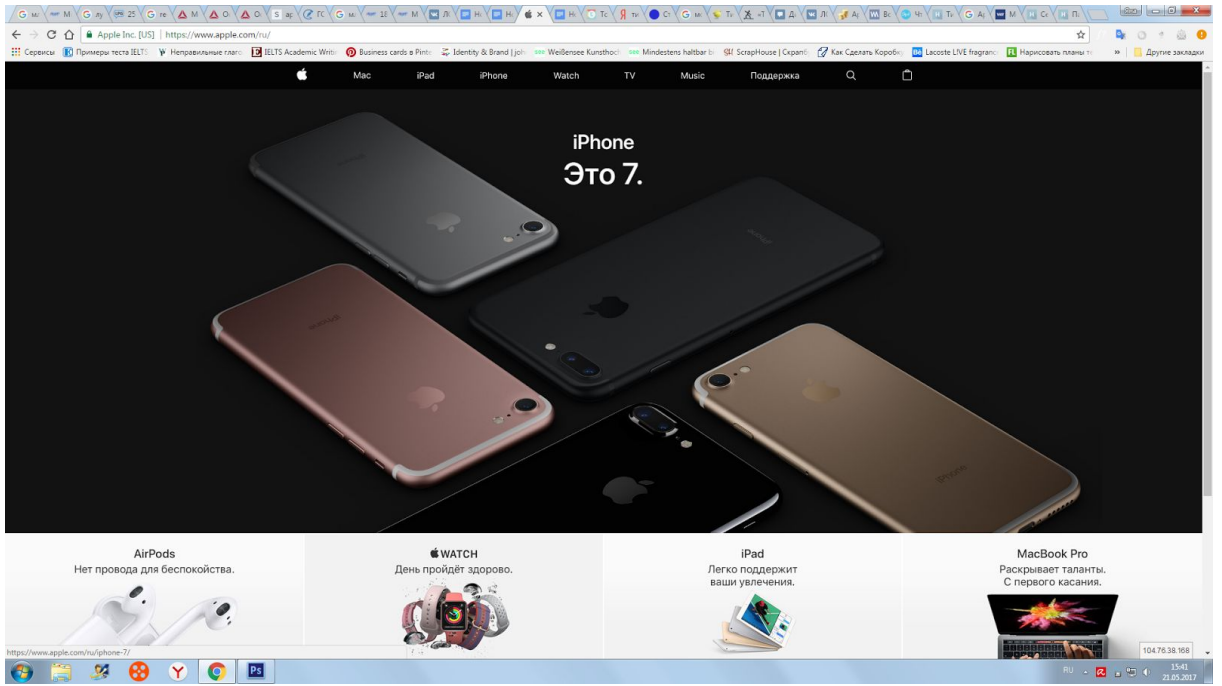 Apple Inc. [US] | https://www.apple.com/ru/
Сервисы Примеры теста IELTS Неправильные глаго IELTS Academic Writi Business cards в Pinte Identity & Brand | joh Weißensee Kunsthoch Mindestens haltbar bi ScrapHouse | Скрапб Как Сделать Коробку Lacoste L!VE fragranc Нарисовать планы » Другие закладки
Mac iPad iPhone Watch TV Music Поддержка
iPhone
Это 7.
AirPods
Нет провода для беспокойства.
WATCH
День пройдёт здорово.
iPad
Легко поддержит
ваши увлечения.
MacBook Pro
Раскрывает таланты.
С первого касания.
https://www.apple.com/ru/iphone-7/
104.76.38.168
Ps
RU
15:41
21.05.2017